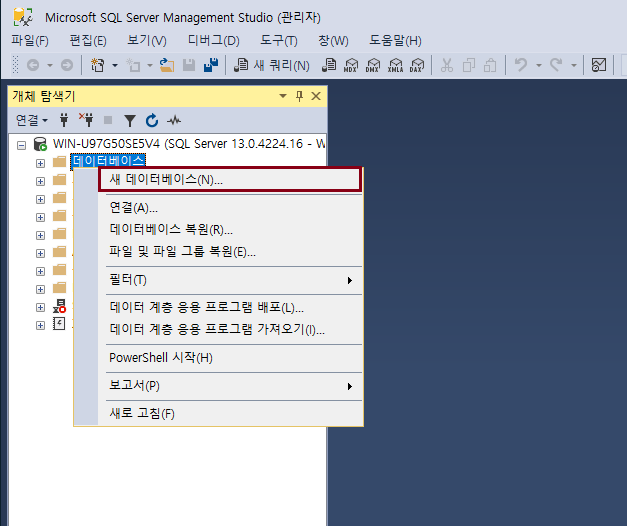 Microsoft SQL Server Management Studio (관리자)
파일(F) 편집(E) 보기(V) 디버그(D) 도구(T) 창(W) 도움말(H)
새 쿼리(N) MDX DMX XMLA DAX
개체 탐색기
연결
WIN-U97G50SE5V4 (SQL Server 13.0.4224.16 - W
데이터베이스
새 데이터베이스(N)...
연결(A)...
데이터베이스 복원(R)...
파일 및 파일 그룹 복원(E)...
필터(T)
데이터 계층 응용 프로그램 배포(L)...
데이터 계층 응용 프로그램 가져오기(I)...
PowerShell 시작(H)
보고서(P)
새로 고침(F)